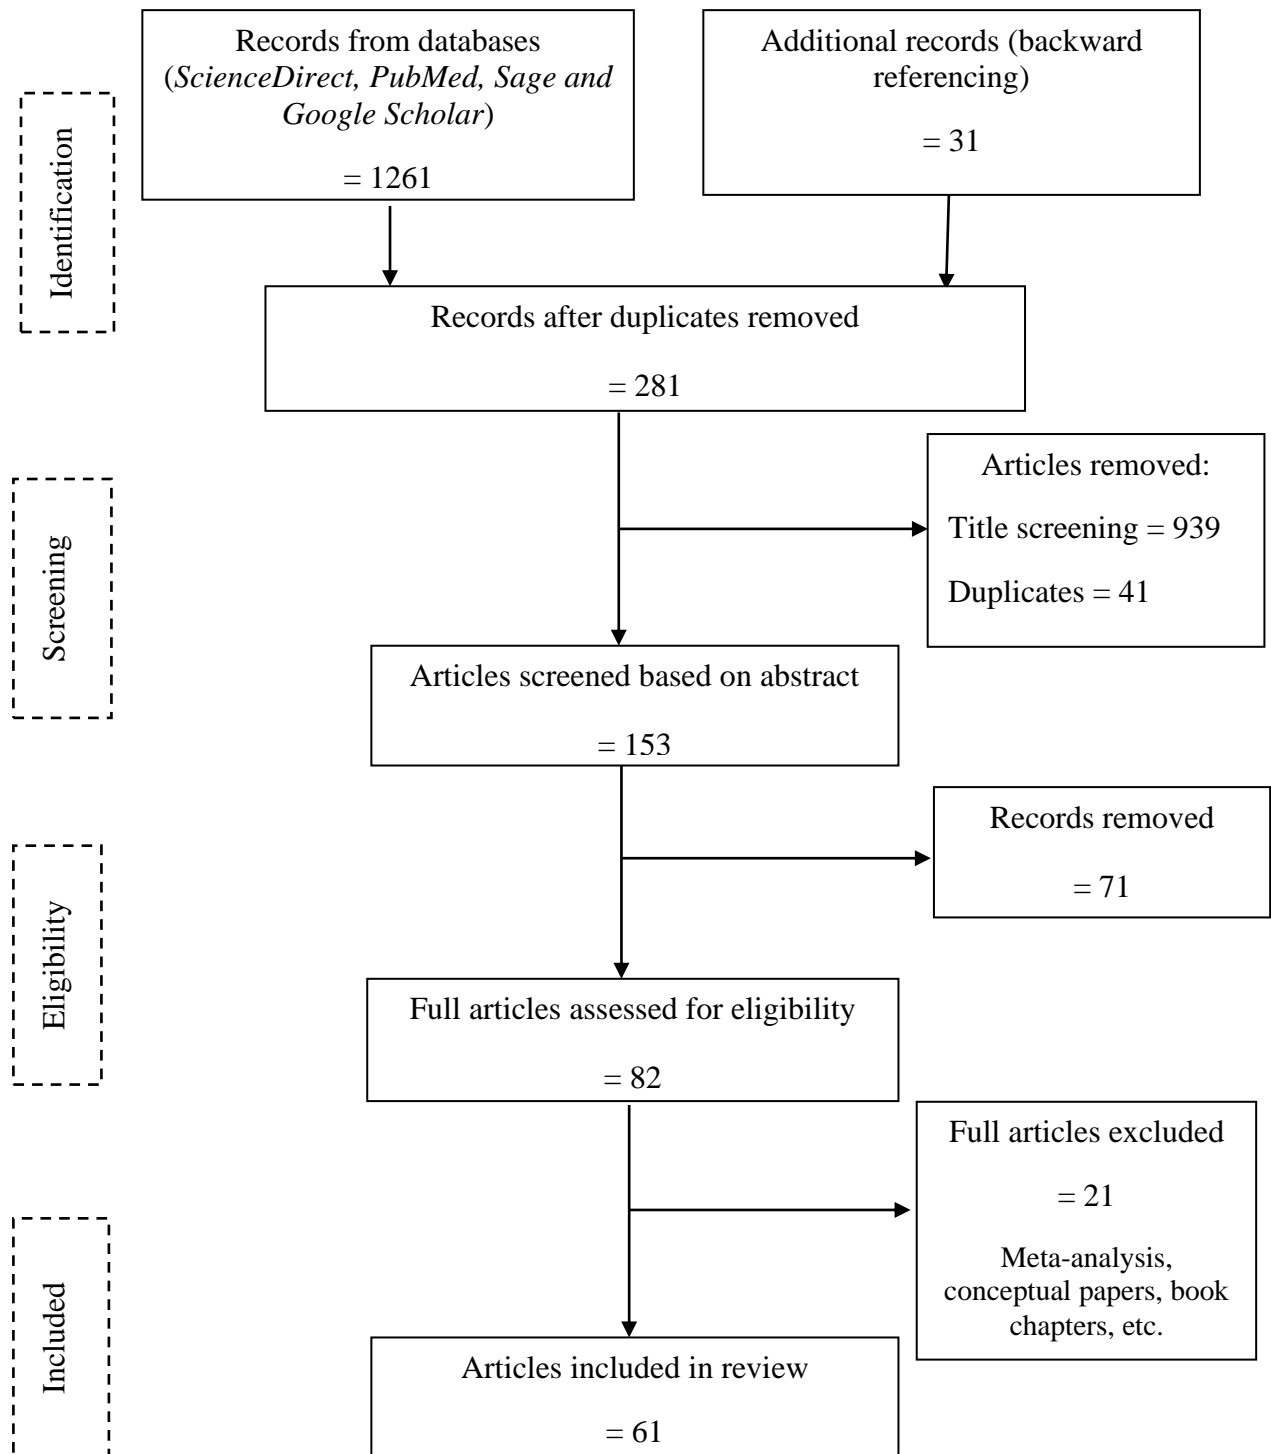 Identification
Records from databases
(ScienceDirect, PubMed, Sage and
Google Scholar)
= 1261
Additional records (backward
referencing)
= 31
Records after duplicates removed
= 281
Screening
Articles removed:
Title screening = 939
Duplicates = 41
Articles screened based on abstract
= 153
Eligibility
Records removed
= 71
Full articles assessed for eligibility
= 82
Full articles excluded
= 21
Meta-analysis,
conceptual papers, book
chapters, etc.
Included
Articles included in review
= 61